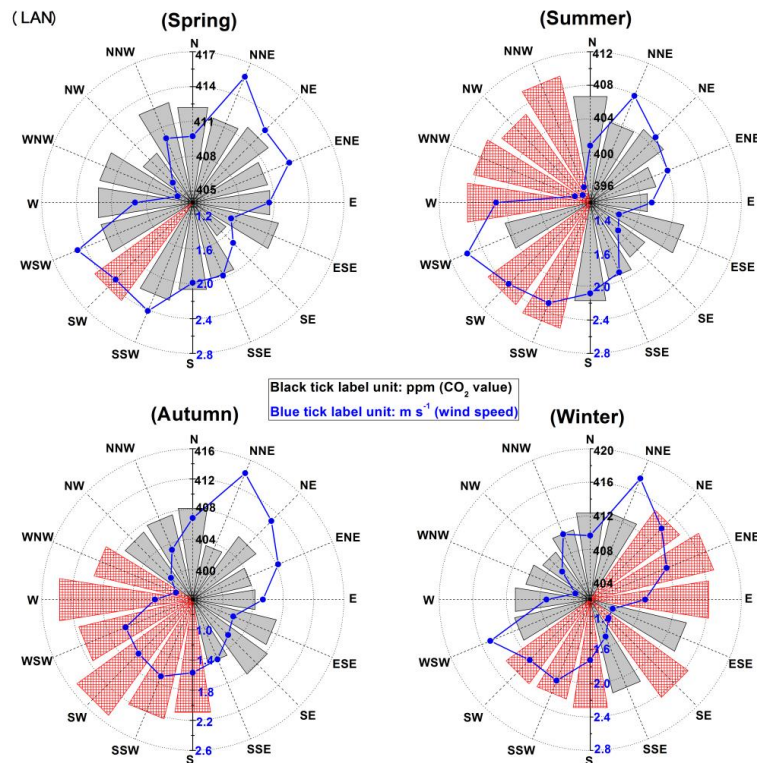 ( LAN)
(Spring)
N
NNE
NE
ENE
E
ESE
SE
SSE
S
SSW
SW
WSW
W
WNW
NW
NNW
417
414
411
408
405
1.2
1.6
2.0
2.4
2.8
(Summer)
N
NNE
NE
ENE
E
ESE
SE
SSE
S
SSW
SW
WSW
W
WNW
NW
NNW
412
408
404
400
396
1.4
1.6
2.0
2.4
2.8
Black tick label unit: ppm (CO₂ value)
Blue tick label unit: m s⁻¹ (wind speed)
(Autumn)
N
NNE
NE
ENE
E
ESE
SE
SSE
S
SSW
SW
WSW
W
WNW
NW
NNW
416
412
408
404
400
1.0
1.4
1.8
2.2
2.6
(Winter)
N
NNE
NE
ENE
E
ESE
SE
SSE
S
SSW
SW
WSW
W
WNW
NW
NNW
420
416
412
408
404
2.0
2.4
2.8